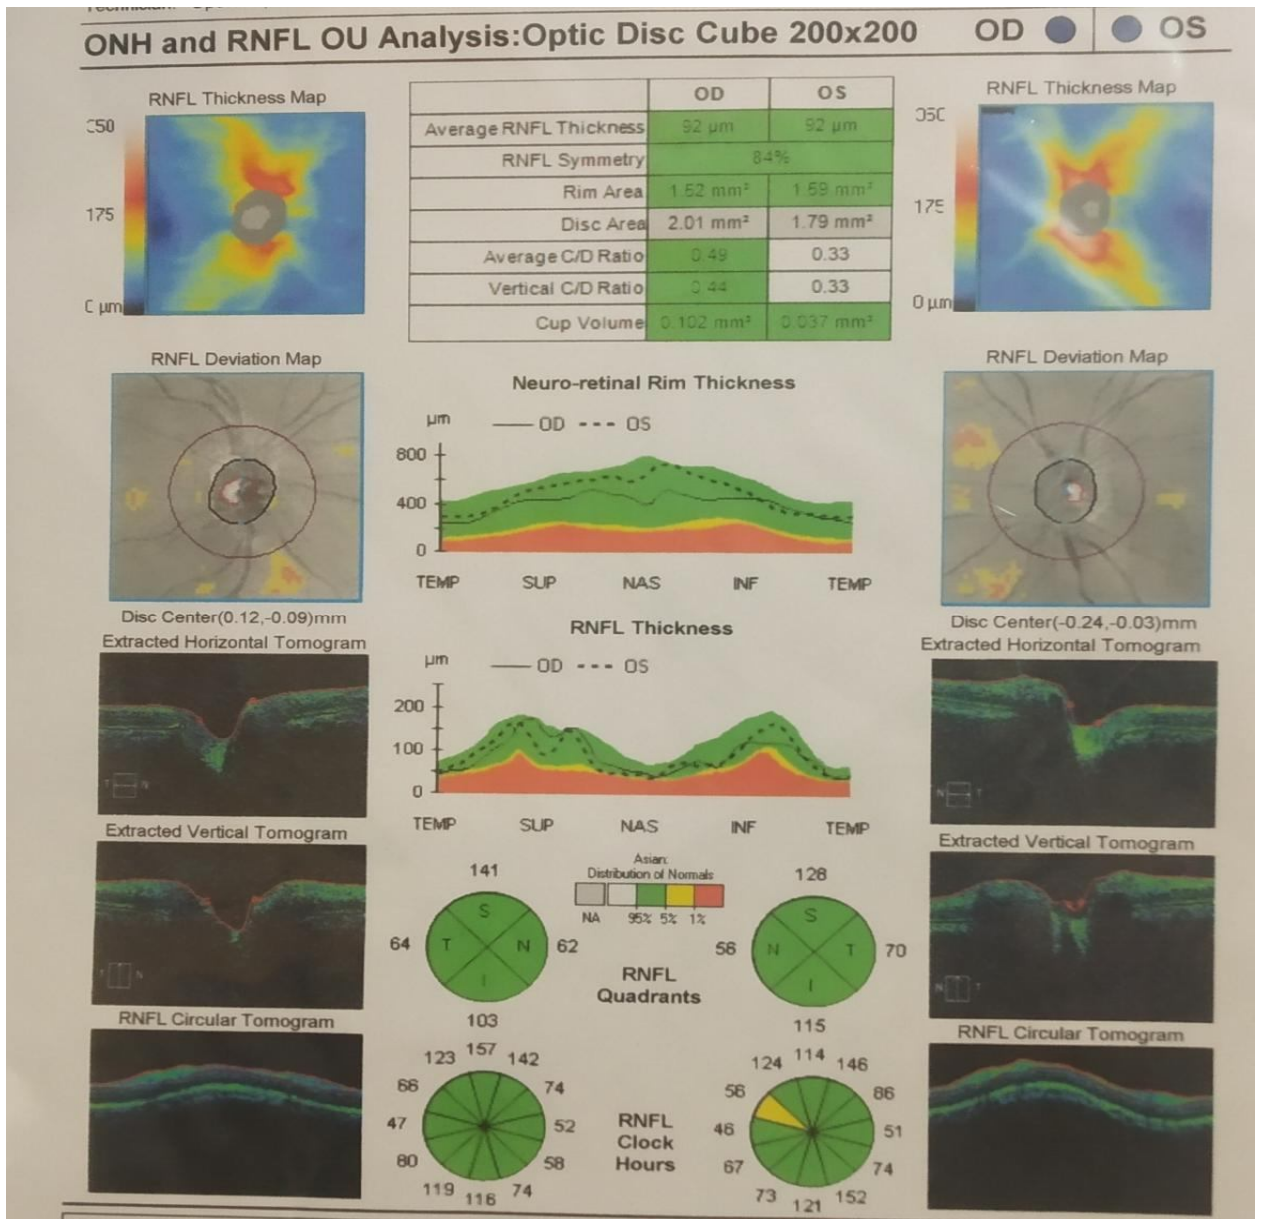 ONH and RNFL OU Analysis:Optic Disc Cube 200x200 OD OS
RNFL Thickness Map
350
175
0 µm
OD OS
Average RNFL Thickness 92 µm 92 µm
RNFL Symmetry 84%
Rim Area 1.52 mm² 1.59 mm²
Disc Area 2.01 mm² 1.79 mm²
Average C/D Ratio 0.49 0.33
Vertical C/D Ratio 0.44 0.33
Cup Volume 0.102 mm³ 0.037 mm³
RNFL Thickness Map
350
175
0 µm
RNFL Deviation Map
Disc Center(0.12,-0.09)mm
Neuro-retinal Rim Thickness
µm
OD OS
800
400
0
TEMP SUP NAS INF TEMP
RNFL Deviation Map
Disc Center(-0.24,-0.03)mm
Extracted Horizontal Tomogram
T N
RNFL Thickness
µm
OD OS
200
100
0
TEMP SUP NAS INF TEMP
Extracted Horizontal Tomogram
N T
Extracted Vertical Tomogram
T N
RNFL Circular Tomogram
Asian:
Distribution of Normals
NA 95% 5% 1%
141
64 T S N I 62
103
RNFL
Quadrants
128
58 N S T I 70
115
123 157 142
66 74
47 52
80 58
119 116 74
RNFL
Clock
Hours
124 114 146
56 86
46 51
67 74
73 121 152
Extracted Vertical Tomogram
N T
RNFL Circular Tomogram